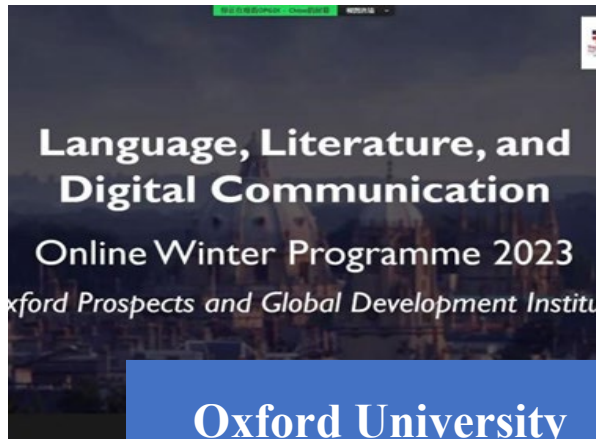 Language, Literature, and
Digital Communication
Online Winter Programme 2023
xford Prospects and Global Development Institu
Oxford University